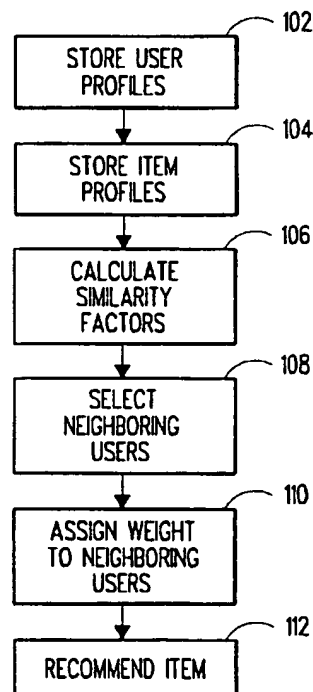 102
STORE USER
PROFILES
104
STORE ITEM
PROFILES
106
CALCULATE
SIMILARITY
FACTORS
108
SELECT
NEIGHBORING
USERS
110
ASSIGN WEIGHT
TO NEIGHBORING
USERS
112
RECOMMEND ITEM